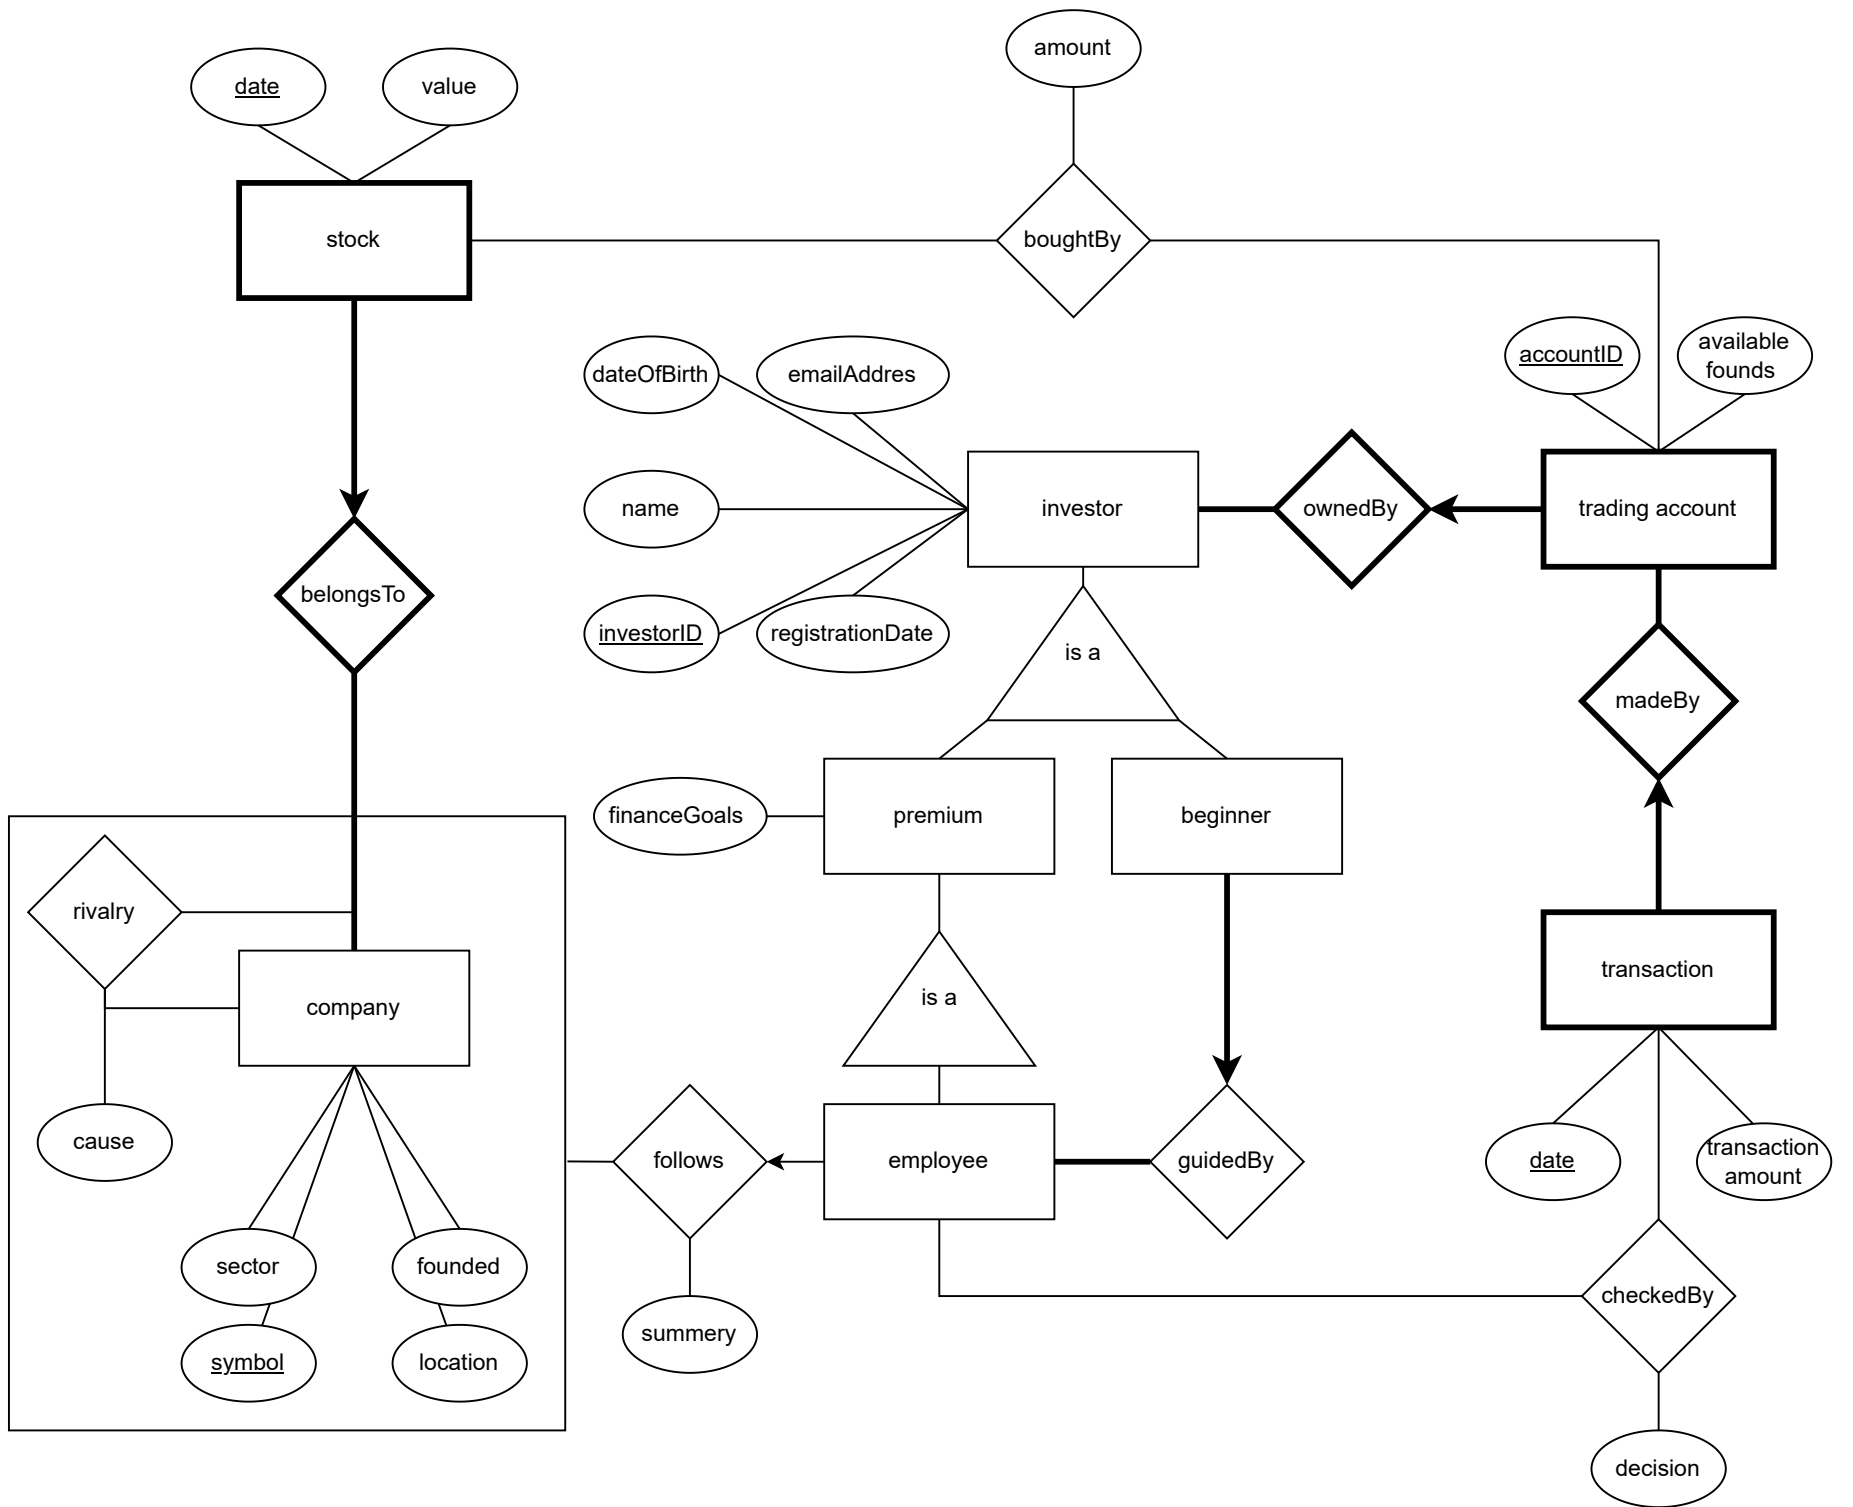 amount
date
value
stock
boughtBy
accountID
available
founds
dateOfBirth
emailAddres
name
investor
ownedBy
trading account
belongsTo
investorID
registrationDate
is a
madeBy
financeGoals
premium
beginner
rivalry
transaction
is a
company
cause
follows
employee
guidedBy
date
transaction
amount
sector
founded
checkedBy
summery
symbol
location
decision